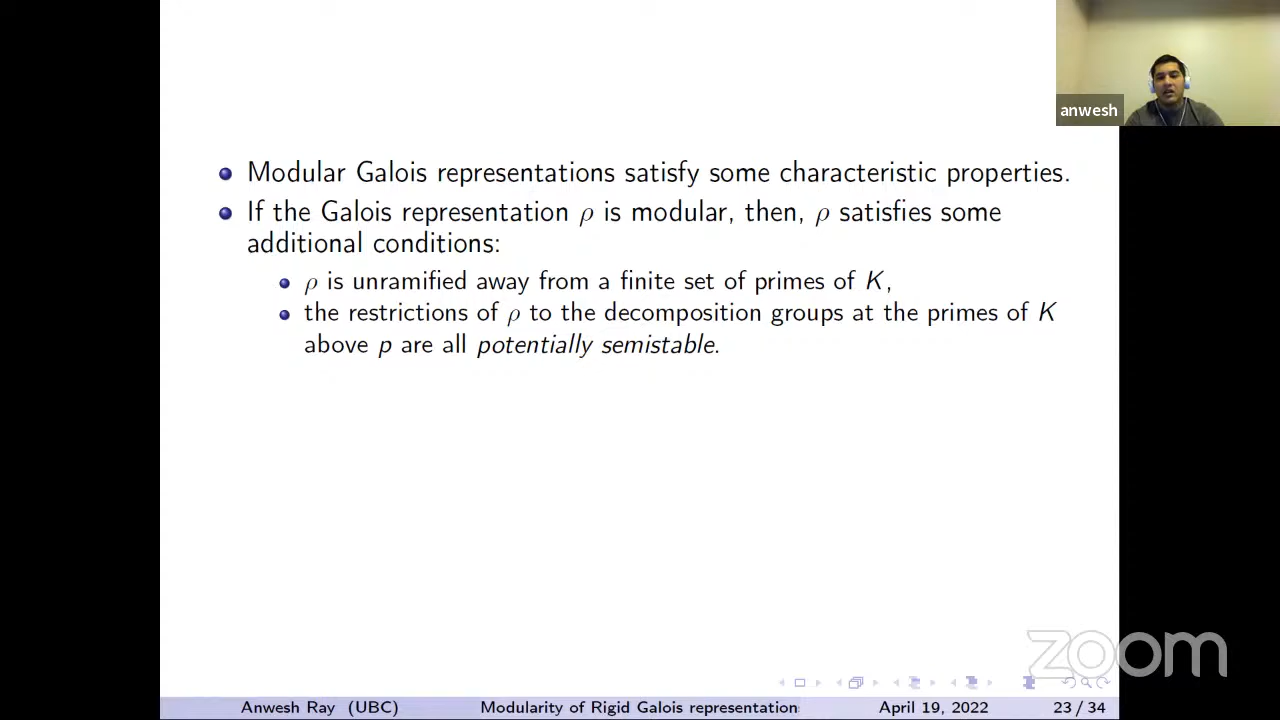 anwesh
Modular Galois representations satisfy some characteristic properties.
If the Galois representation ρ is modular, then, ρ satisfies some
additional conditions:
ρ is unramified away from a finite set of primes of K,
the restrictions of ρ to the decomposition groups at the primes of K
above p are all potentially semistable.
zoom
Anwesh Ray (UBC) Modularity of Rigid Galois representation April 19, 2022 23 / 34